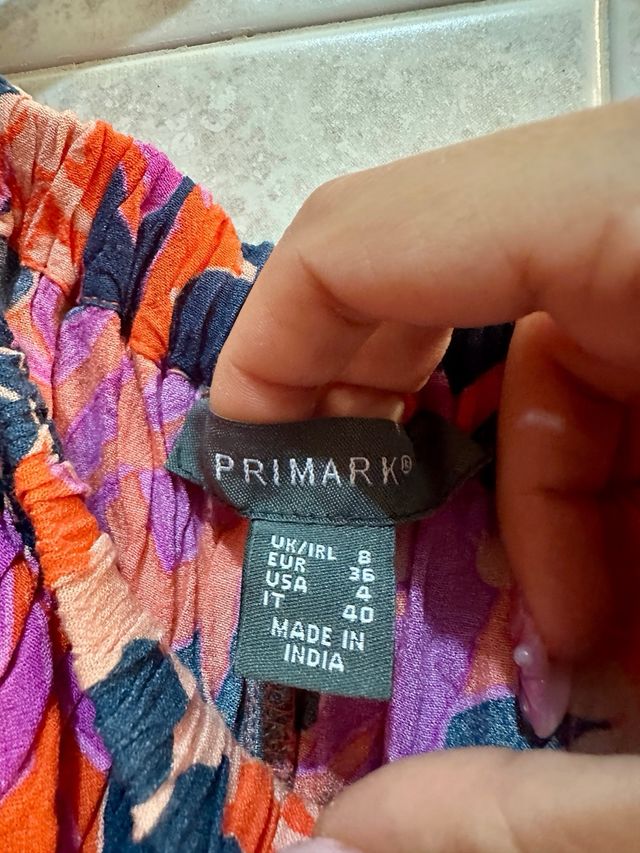 PRIMARK®
UK/IRL 8
EUR 36
USA 4
IT 40
MADE IN
INDIA